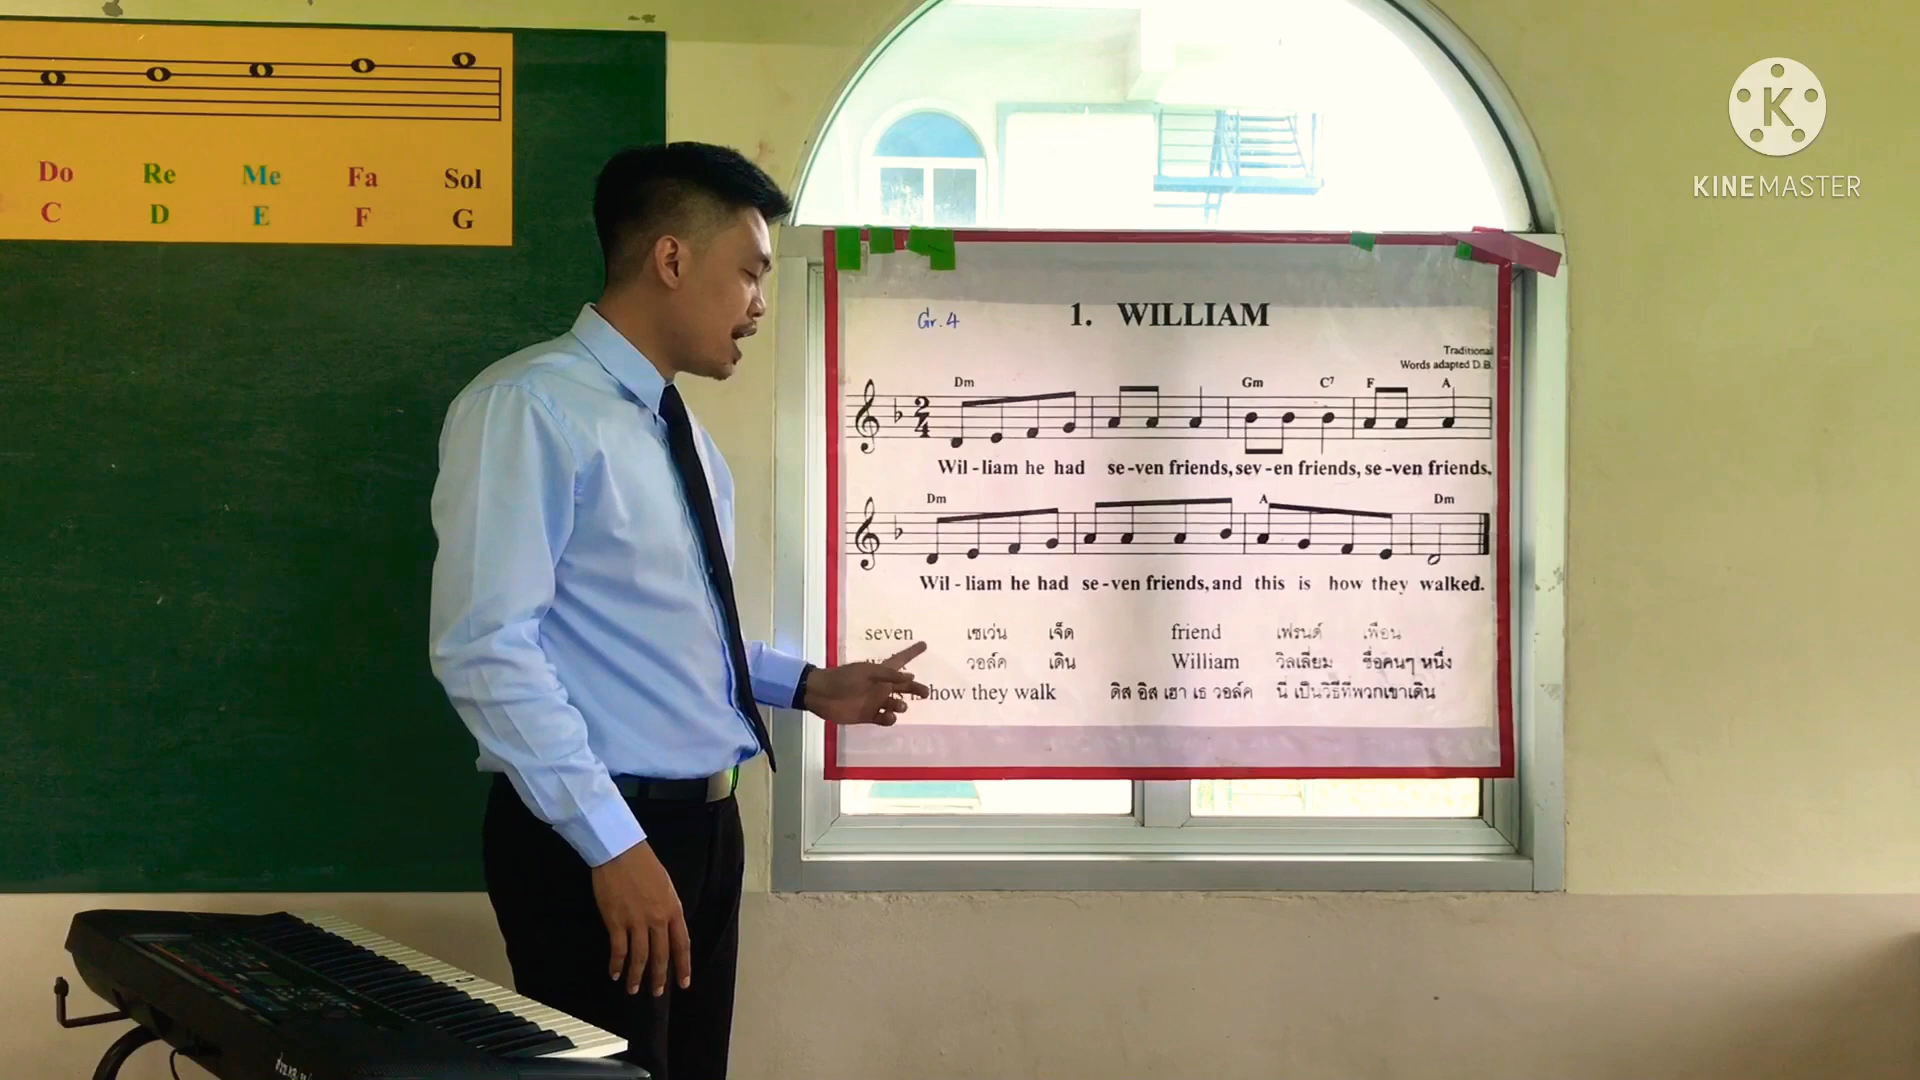 Do Re Me Fa Sol
C D E F G
KINEMASTER
Gr.4
1. WILLIAM
Traditional
Words adapted D.B.
Dm Gm C7 F A
2
4
Wil-liam he had se-ven friends, sev-en friends, se-ven friends.
Dm A Dm
Wil-liam he had se-ven friends, and this is how they walked.
seven เซเว่น เจ็ด friend เฟรนด์ เพื่อน
วอล์ค เดิน William วิลเลี่ยม ชื่อคนๆ หนึ่ง
how they walk ดิส อิส เฮา เธ วอล์ค นี่ เป็นวิธีที่พวกเขาเดิน